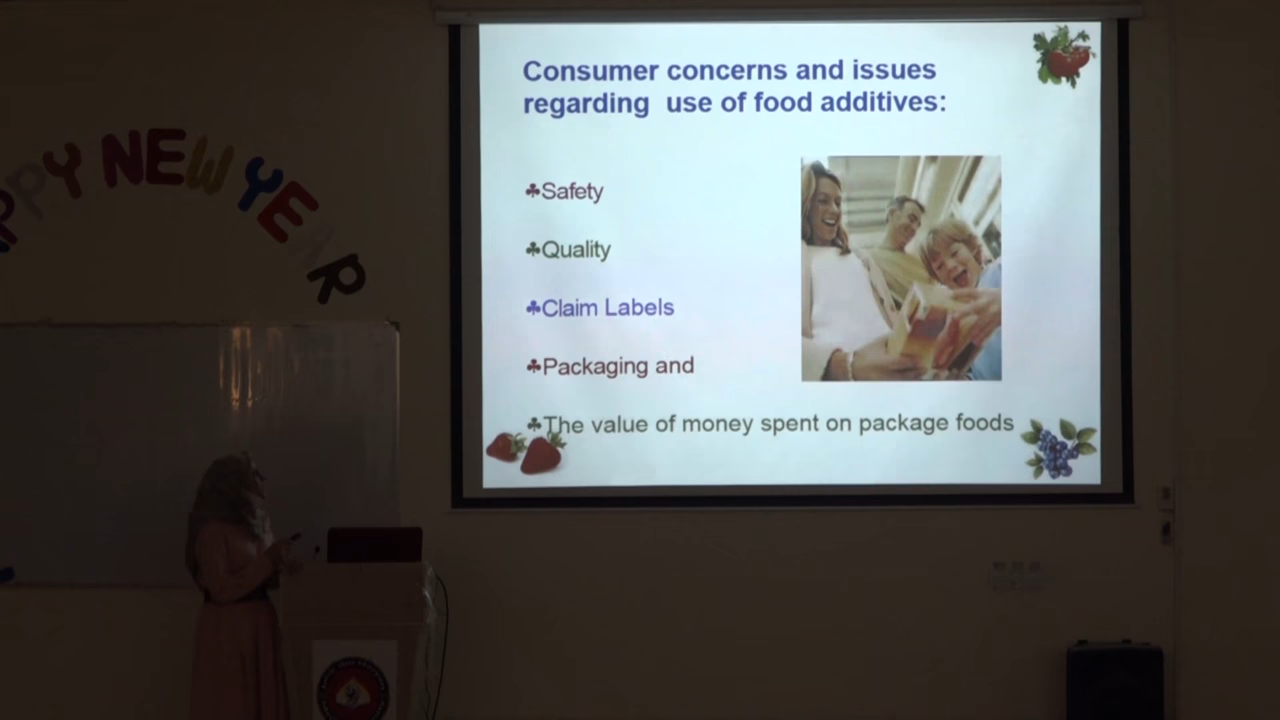 HAPPY NEW YEAR
Consumer concerns and issues
regarding use of food additives:
♣Safety
♣Quality
♣Claim Labels
♣Packaging and
♣The value of money spent on package foods